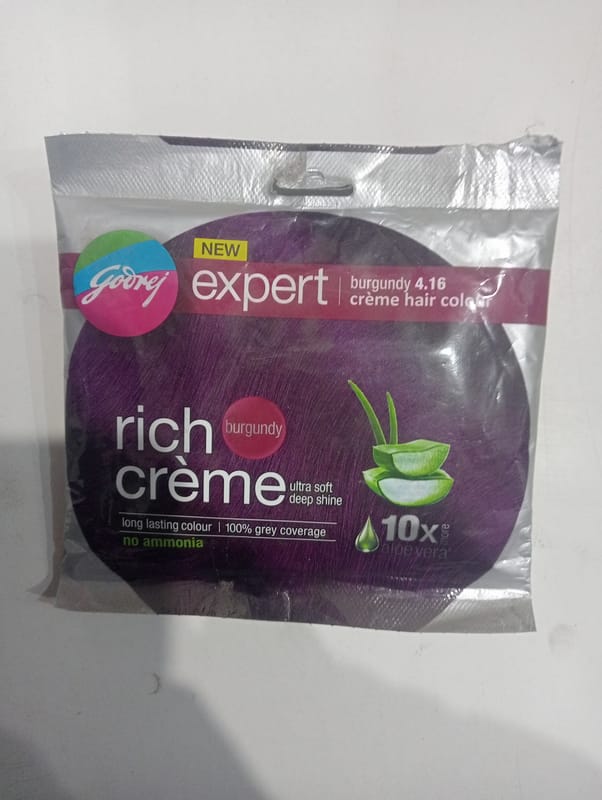 NEW
Godrej
expert
burgundy 4.16
crème hair colour
rich
burgundy
crème
ultra soft
deep shine
long lasting colour | 100% grey coverage
no ammonia
10x
more
aloe vera*